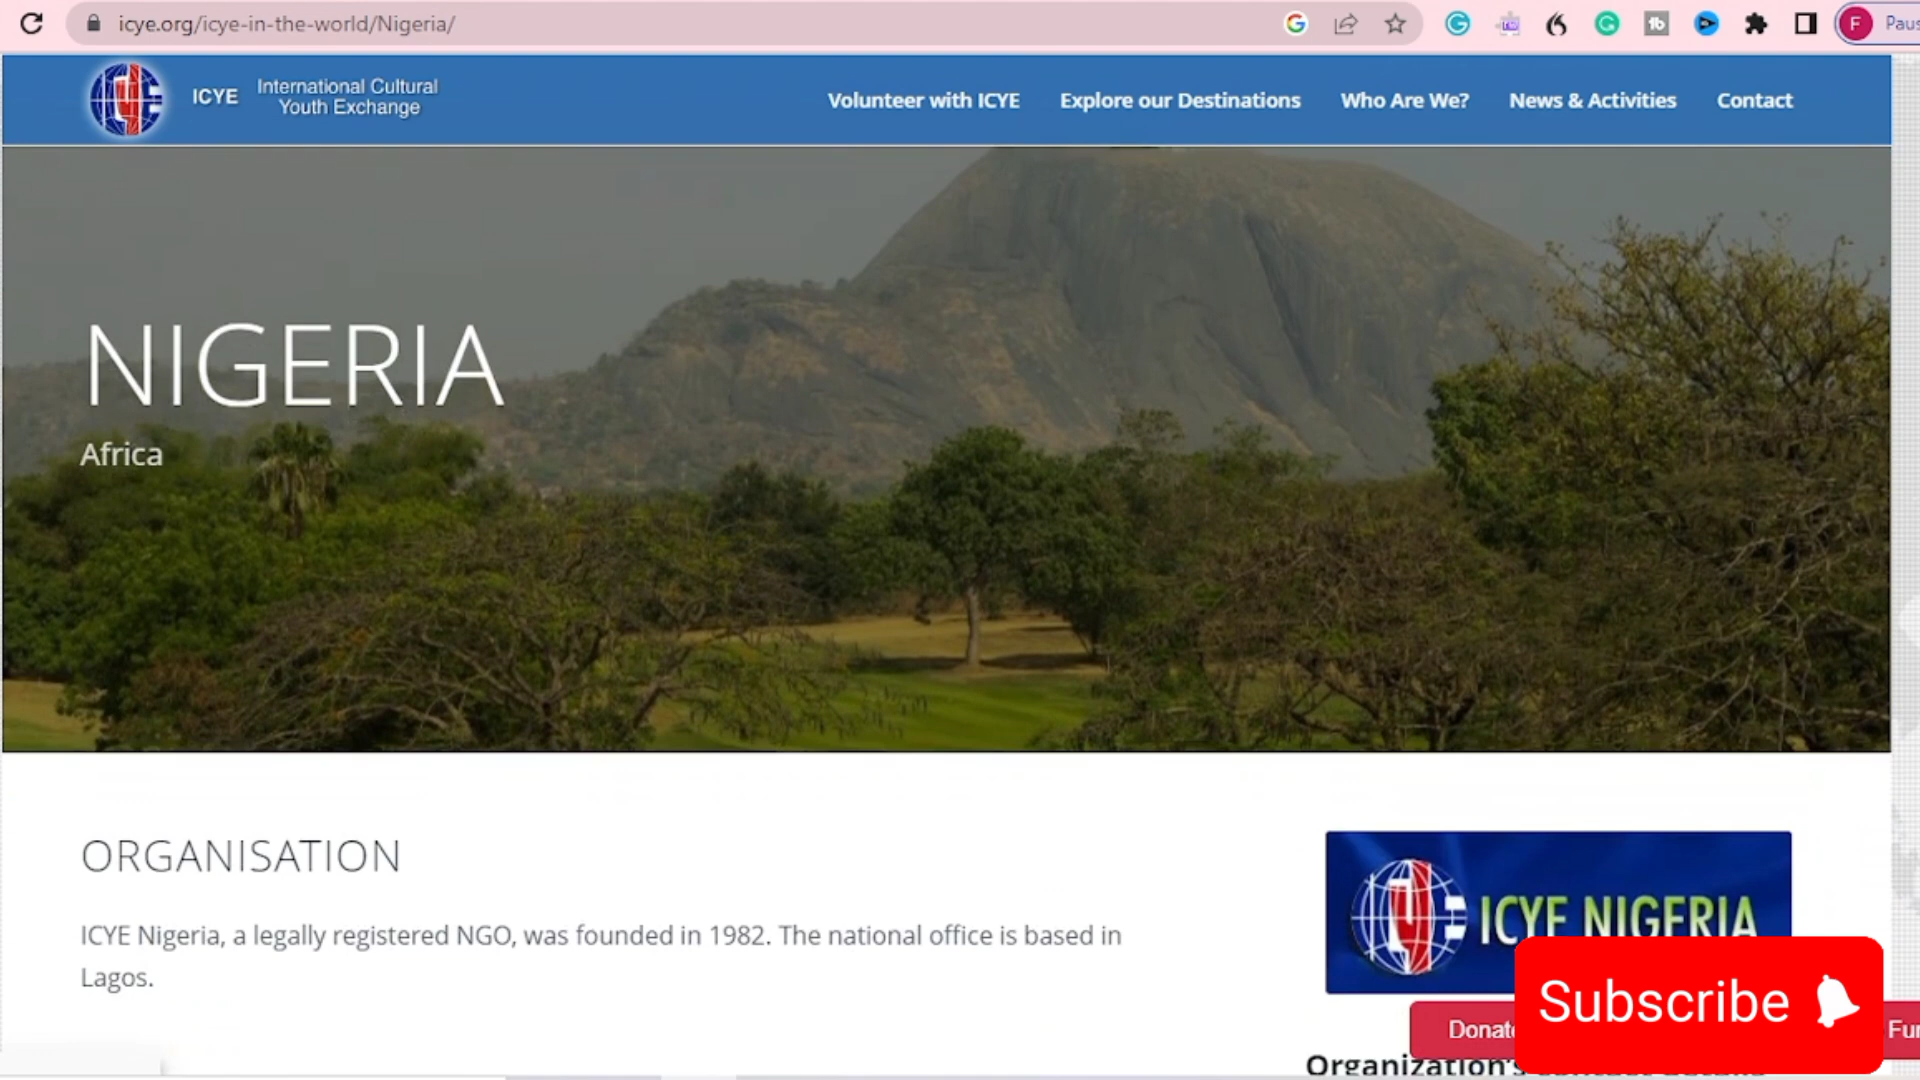 icye.org/icye-in-the-world/Nigeria/
F
ICYE
International Cultural
Youth Exchange
Volunteer with ICYE
Explore our Destinations
Who Are We?
News & Activities
Contact
NIGERIA
Africa
ORGANISATION
ICYE Nigeria, a legally registered NGO, was founded in 1982. The national office is based in
Lagos.
ICYE NIGERIA
Subscribe